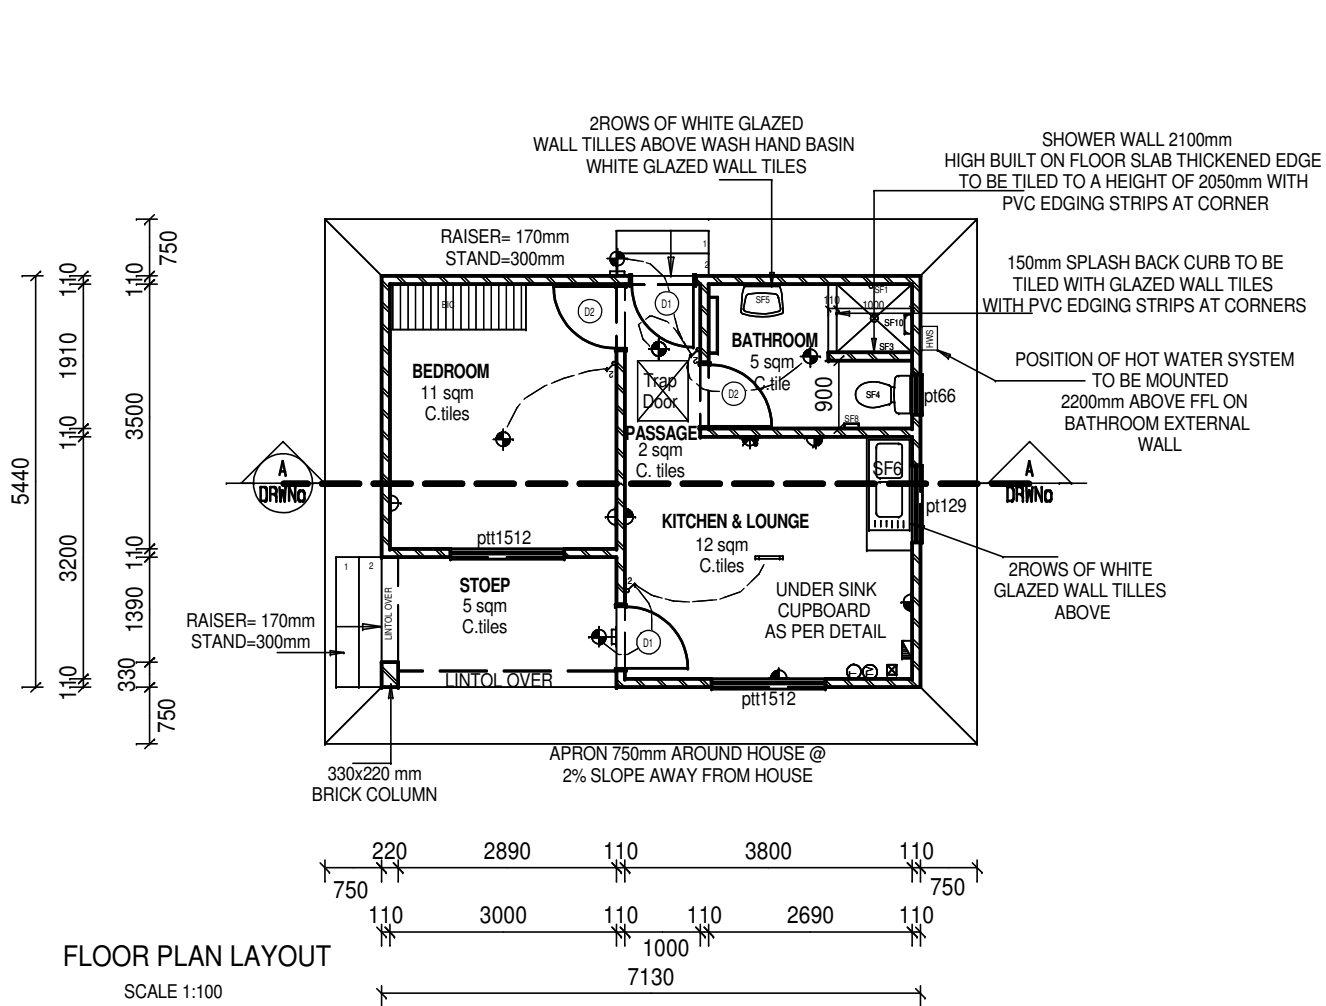 2ROWS OF WHITE GLAZED
WALL TILLES ABOVE WASH HAND BASIN
WHITE GLAZED WALL TILES
SHOWER WALL 2100mm
HIGH BUILT ON FLOOR SLAB THICKENED EDGE
TO BE TILED TO A HEIGHT OF 2050mm WITH
PVC EDGING STRIPS AT CORNER
RAISER= 170mm
STAND=300mm
1
2
150mm SPLASH BACK CURB TO BE
TILED WITH GLAZED WALL TILES
WITH PVC EDGING STRIPS AT CORNERS
POSITION OF HOT WATER SYSTEM
TO BE MOUNTED
2200mm ABOVE FFL ON
BATHROOM EXTERNAL
WALL
BIC
D2
D1
SF5
SF1
110
1000
SF10
SF3
HWS
BATHROOM
5 sqm
C.tile
BEDROOM
11 sqm
C.tiles
Trap
Door
D2
900
SF4
SF8
pt66
PASSAGE
2 sqm
C. tiles
2
2
SF6
A
DRWNo
A
DRWNo
pt129
KITCHEN & LOUNGE
12 sqm
C.tiles
ptt1512
STOEP
5 sqm
C.tiles
1
2
LINTOL OVER
RAISER= 170mm
STAND=300mm
2
D1
UNDER SINK
CUPBOARD
AS PER DETAIL
2ROWS OF WHITE
GLAZED WALL TILLES
ABOVE
LINTOL OVER
ptt1512
APRON 750mm AROUND HOUSE @
2% SLOPE AWAY FROM HOUSE
330x220 mm
BRICK COLUMN
5440
110
1910
110
3200
110
750
110
3500
110
1390
330
750
220
2890
110
3800
110
750
750
110
3000
110
110
2690
110
1000
7130
FLOOR PLAN LAYOUT
SCALE 1:100